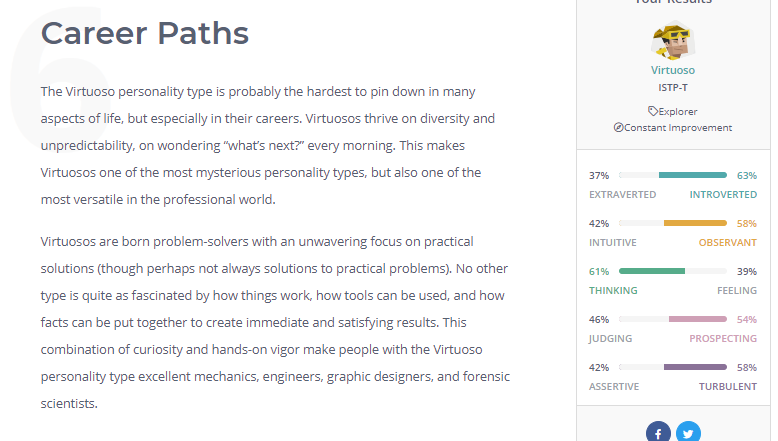 6
Career Paths
The Virtuoso personality type is probably the hardest to pin down in many
aspects of life, but especially in their careers. Virtuosos thrive on diversity and
unpredictability, on wondering “what’s next?” every morning. This makes
Virtuosos one of the most mysterious personality types, but also one of the
most versatile in the professional world.
Virtuosos are born problem-solvers with an unwavering focus on practical
solutions (though perhaps not always solutions to practical problems). No other
type is quite as fascinated by how things work, how tools can be used, and how
facts can be put together to create immediate and satisfying results. This
combination of curiosity and hands-on vigor make people with the Virtuoso
personality type excellent mechanics, engineers, graphic designers, and forensic
scientists.
Your Results
Virtuoso
ISTP-T
Explorer
Constant Improvement
37% 63%
EXTRAVERTED INTROVERTED
42% 58%
INTUITIVE OBSERVANT
61% 39%
THINKING FEELING
46% 54%
JUDGING PROSPECTING
42% 58%
ASSERTIVE TURBULENT